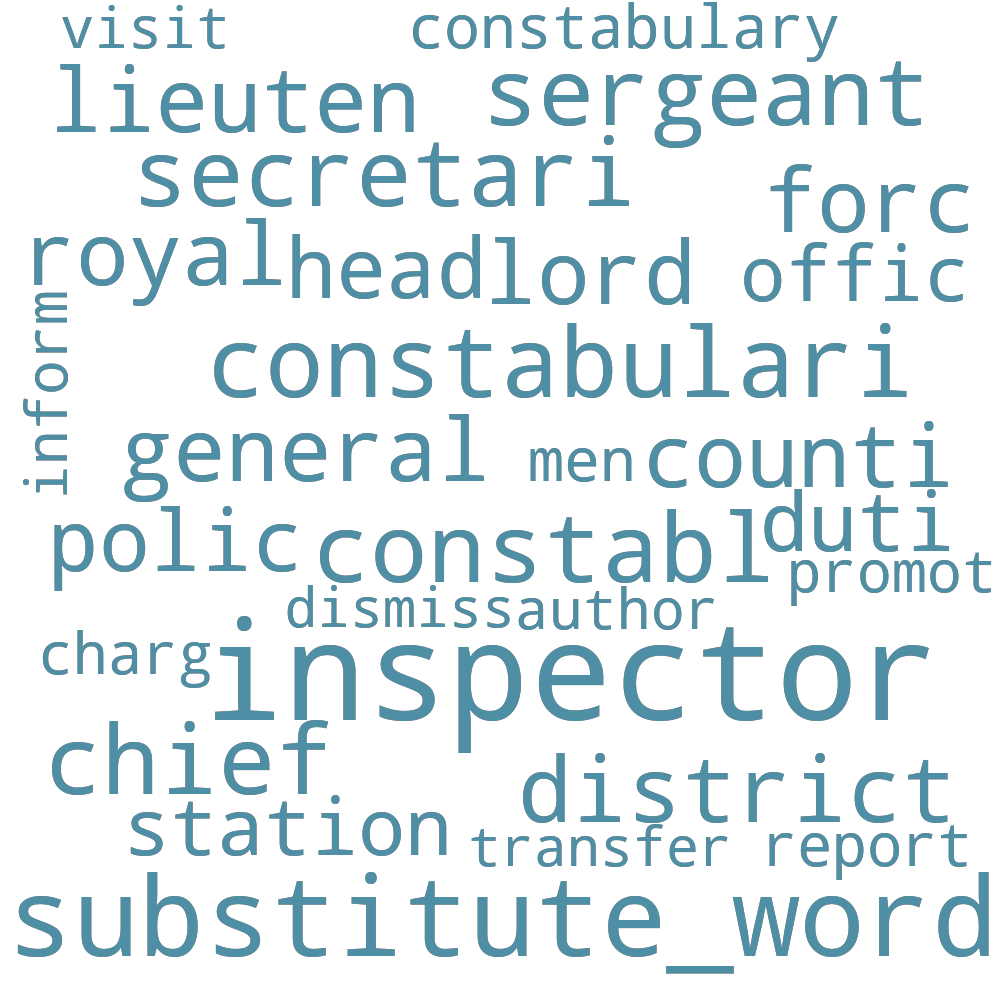 visit constabulary
lieuten sergeant
secretari forc
royal head lord offic
inform
constabulari
general men counti
polic constabl duti
promot
dismiss author
charg inspector
chief district
station transfer report
substitute_word